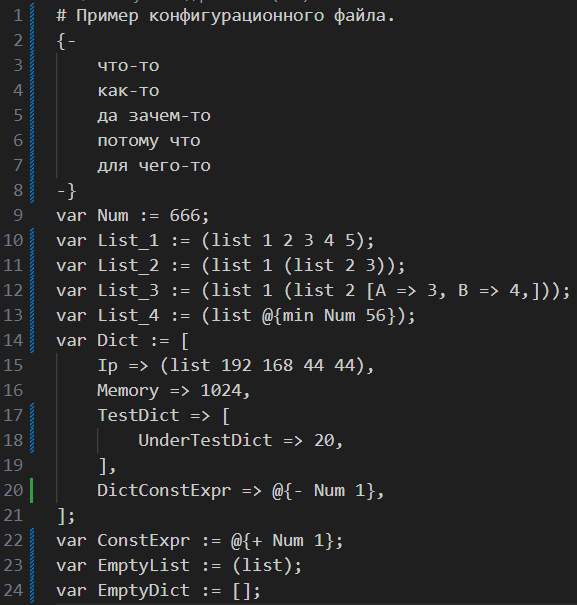 1 # Пример конфигурационного файла.
2 {-
3     что-то
4     как-то
5     да зачем-то
6     потому что
7     для чего-то
8 -}
9 var Num := 666;
10 var List_1 := (list 1 2 3 4 5);
11 var List_2 := (list 1 (list 2 3));
12 var List_3 := (list 1 (list 2 [A => 3, B => 4,]));
13 var List_4 := (list @{min Num 56});
14 var Dict := [
15     Ip => (list 192 168 44 44),
16     Memory => 1024,
17     TestDict => [
18         UnderTestDict => 20,
19     ],
20     DictConstExpr => @{- Num 1},
21 ];
22 var ConstExpr := @{+ Num 1};
23 var EmptyList := (list);
24 var EmptyDict := [];